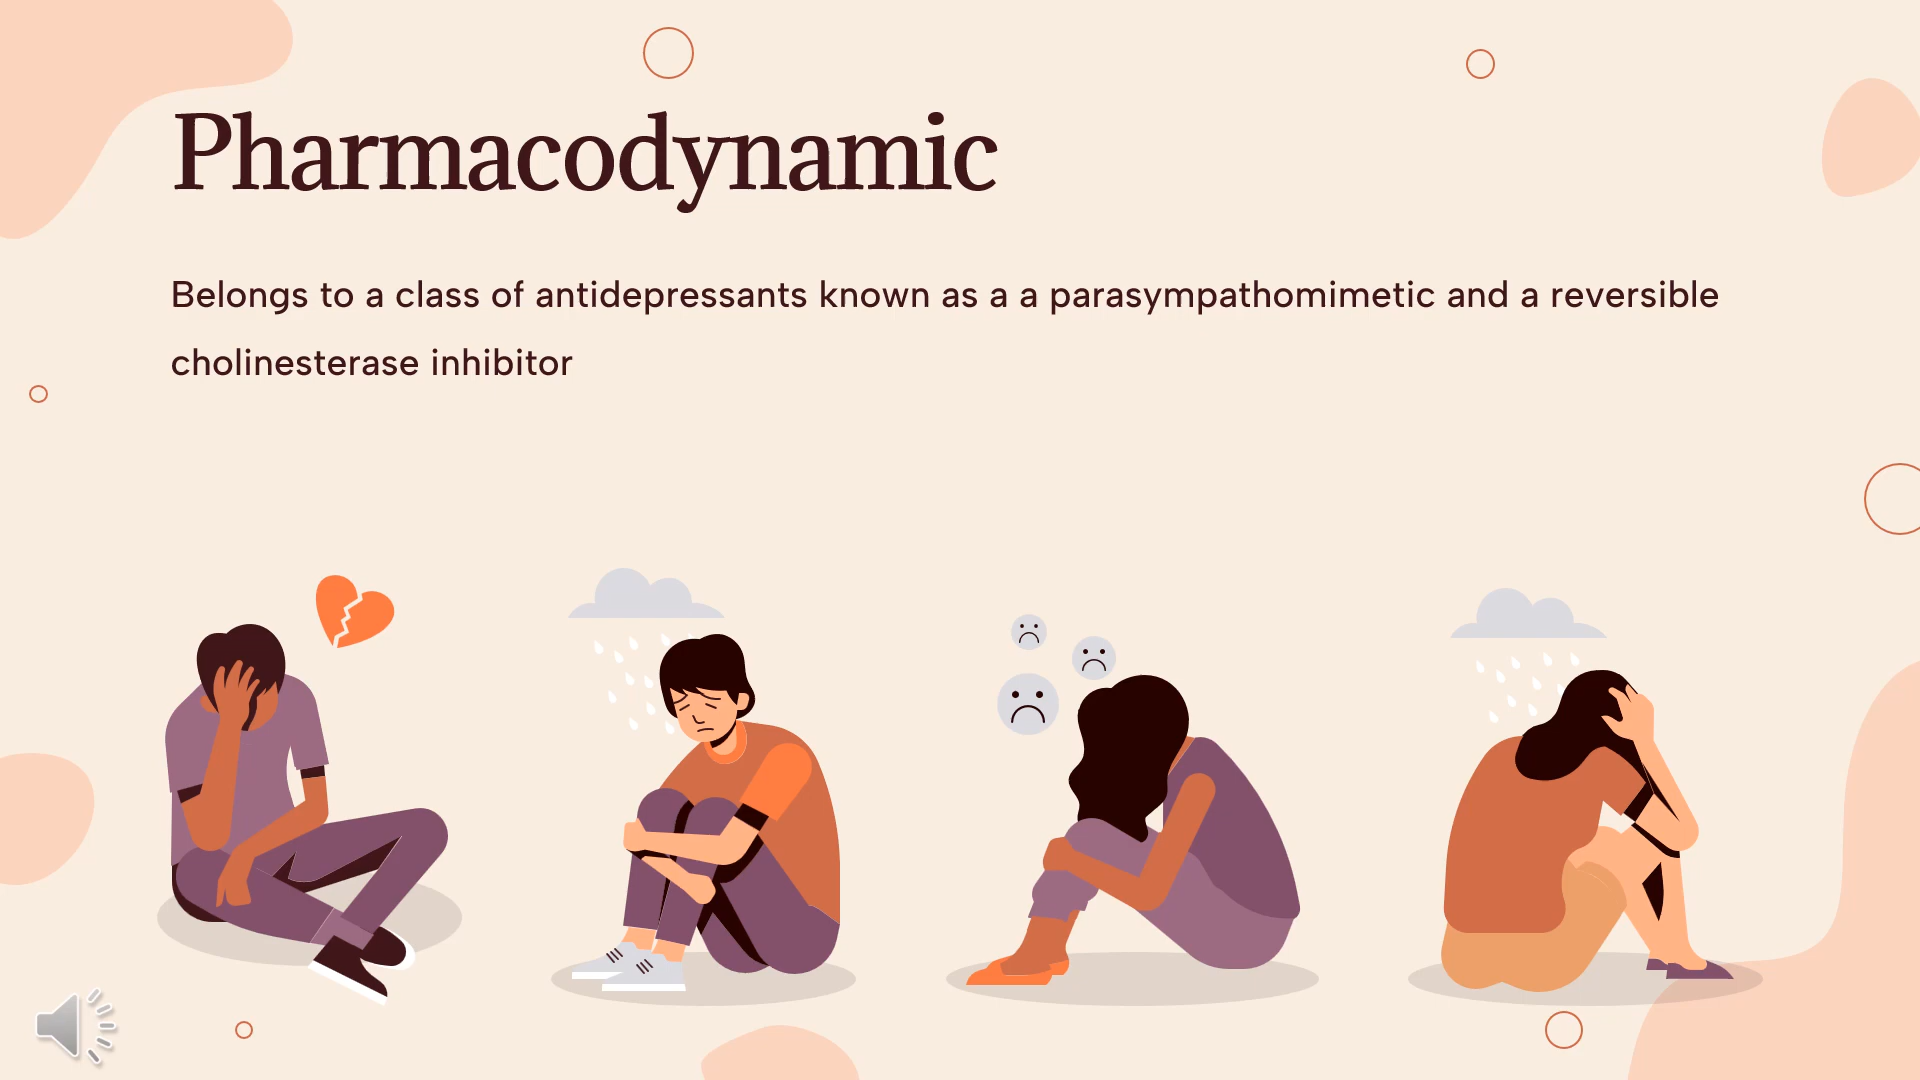 Pharmacodynamic
Belongs to a class of antidepressants known as a a parasympathomimetic and a reversible
cholinesterase inhibitor